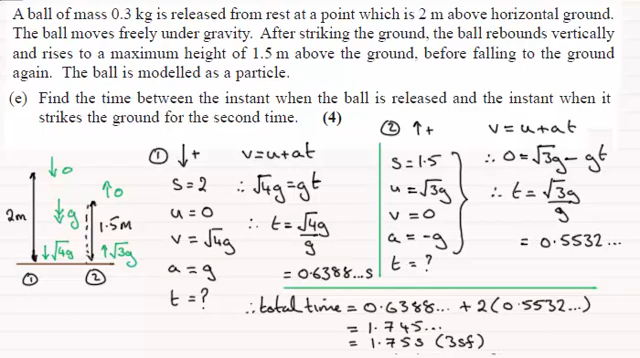 A ball of mass 0.3 kg is released from rest at a point which is 2 m above horizontal ground.
The ball moves freely under gravity. After striking the ground, the ball rebounds vertically
and rises to a maximum height of 1.5 m above the ground, before falling to the ground
again. The ball is modelled as a particle.
(e) Find the time between the instant when the ball is released and the instant when it
strikes the ground for the second time. (4)
↓0
↑0
2m
↓g
1.5m
↓√4g
↑√3g
①
②
① ↓+
s=2
u=0
v=√4g
a=g
t=?
v=u+at
∴ √4g=gt
∴ t=√4g/g
=0.6388...s
② ↑+
s=1.5
u=√3g
v=0
a=-g
t=?
v=u+at
∴ 0=√3g-gt
∴ t=√3g/g
= 0.5532...
∴ total time = 0.6388... + 2(0.5532...)
= 1.745...
= 1.75s (3sf)